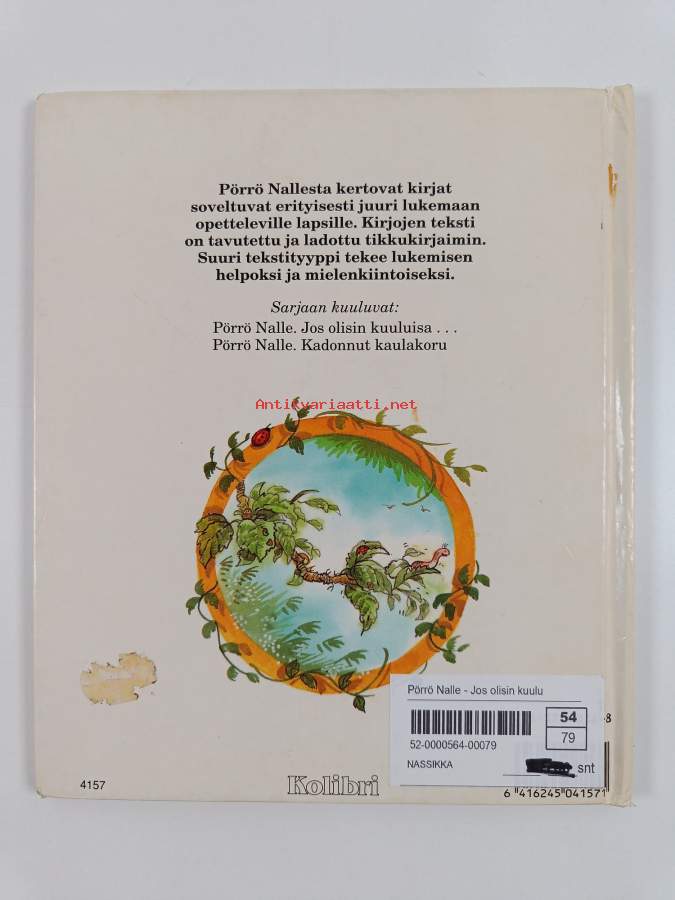 Pörrö Nallesta kertovat kirjat
soveltuvat erityisesti juuri lukemaan
opetteleville lapsille. Kirjojen teksti
on tavutettu ja ladottu tikkukirjaimin.
Suuri tekstityyppi tekee lukemisen
helpoksi ja mielenkiintoiseksi.
Sarjaan kuuluvat:
Pörrö Nalle. Jos olisin kuuluisa . . .
Pörrö Nalle. Kadonnut kaulakoru
Antikvariaatti.net
Pörrö Nalle - Jos olisin kuulu
54
79
-8
52-0000564-00079
NASSIKKA
snt
4157
Kolibri
6 416245 041571